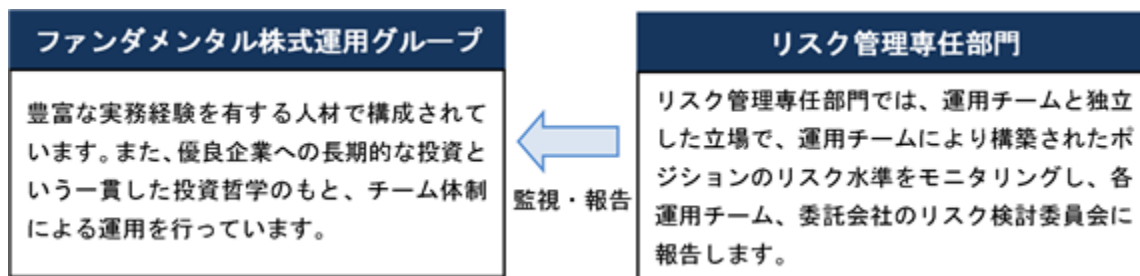 ファンダメンタル株式運用グループ
豊富な実務経験を有する人材で構成されて
います。また、優良企業への長期的な投資と
いう一貫した投資哲学のもと、チーム体制
による運用を行っています。
監視・報告
リスク管理専任部門
リスク管理専任部門では、運用チームと独立
した立場で、運用チームにより構築されたポ
ジションのリスク水準をモニタリングし、各
運用チーム、委託会社のリスク検討委員会に
報告します。